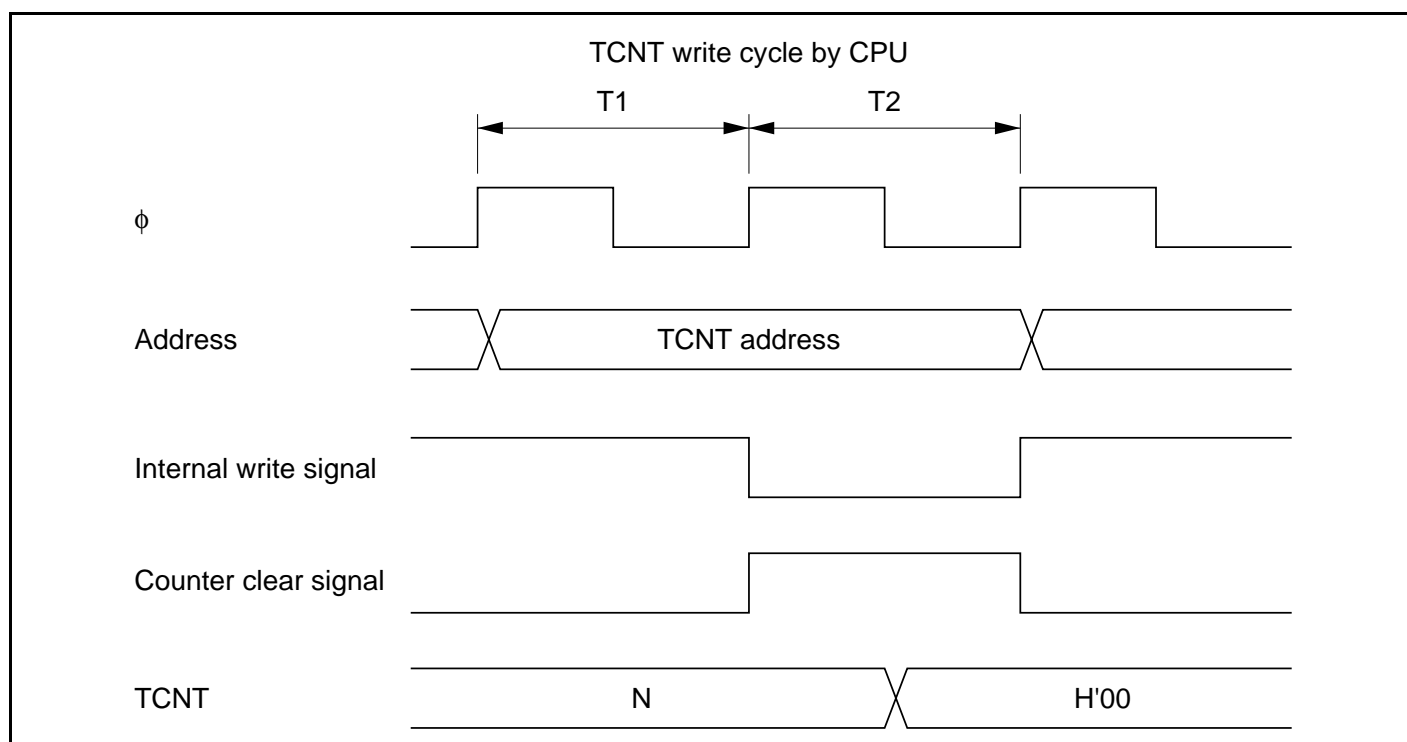 TCNT write cycle by CPU
T1 T2
ϕ
Address TCNT address
Internal write signal
Counter clear signal
TCNT N H'00